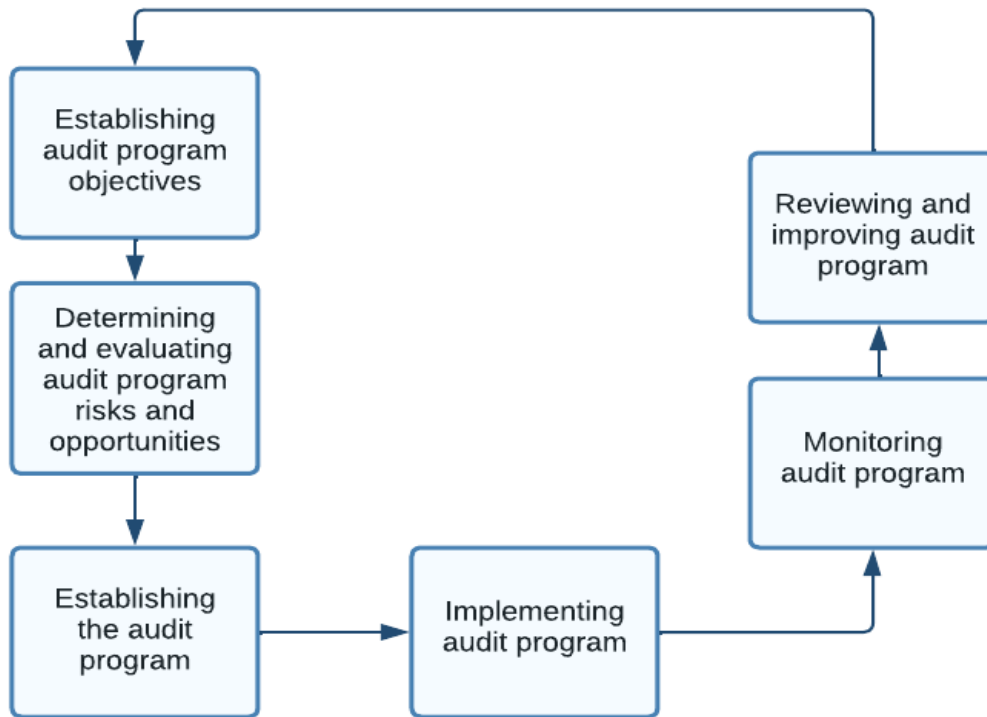 Establishing
audit program
objectives
Determining
and evaluating
audit program
risks and
opportunities
Establishing
the audit
program
Implementing
audit program
Monitoring
audit program
Reviewing and
improving audit
program